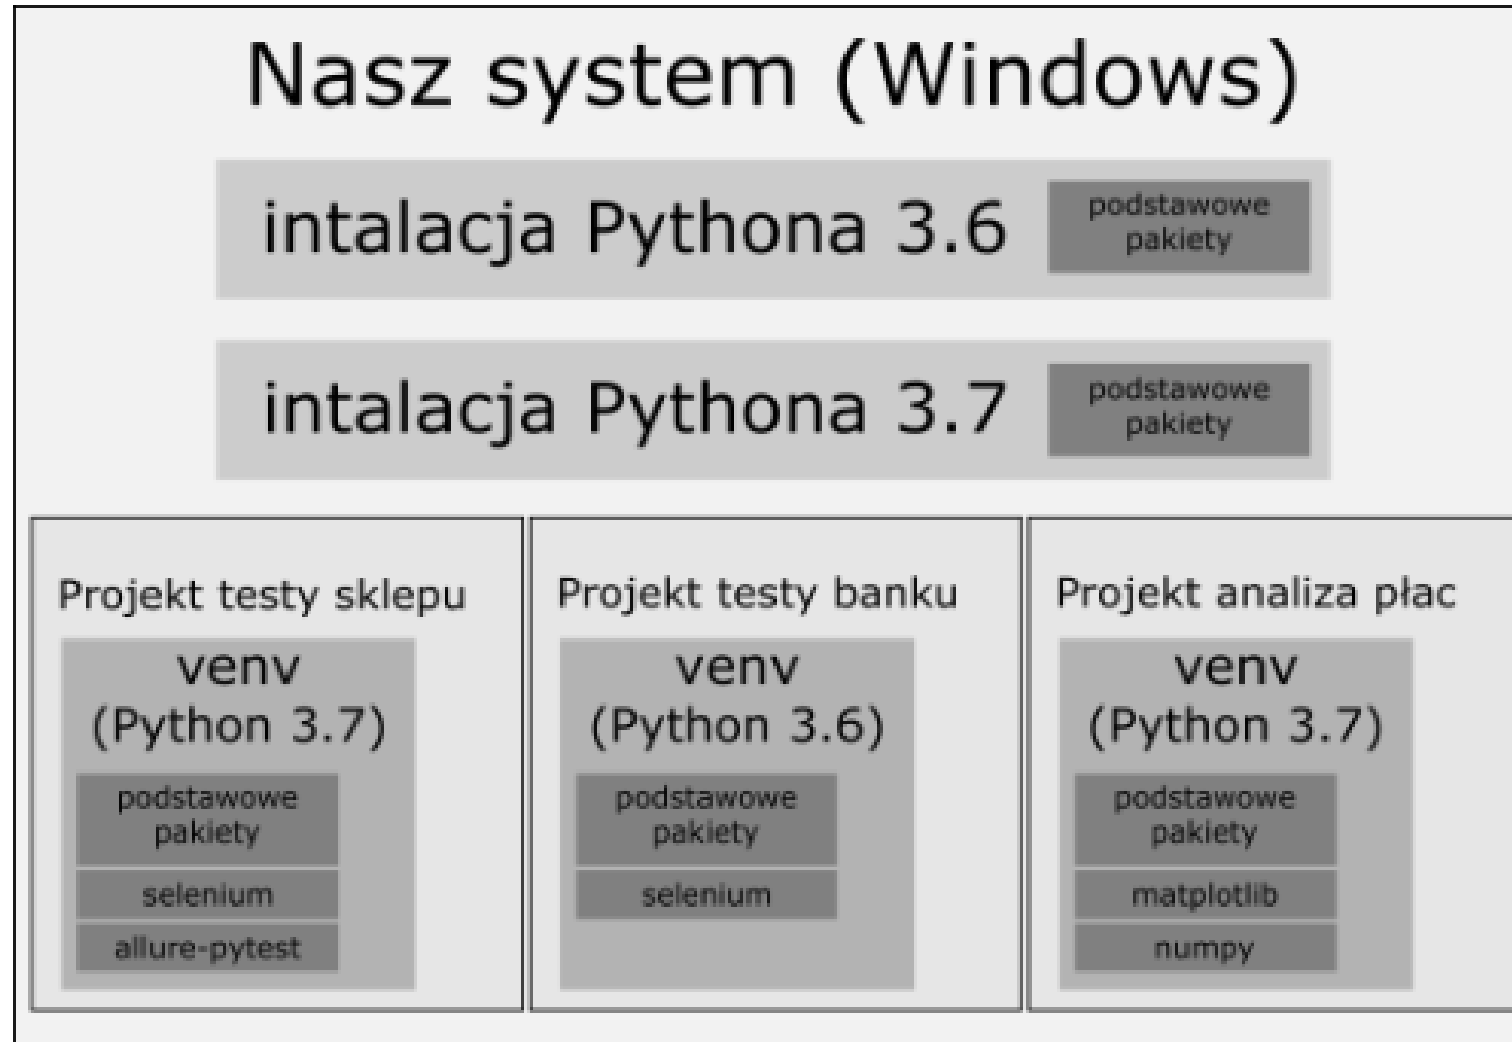 Nasz system (Windows)
intalacja Pythona 3.6
podstawowe
pakiety
intalacja Pythona 3.7
podstawowe
pakiety
Projekt testy sklepu
venv
(Python 3.7)
podstawowe
pakiety
selenium
allure-pytest
Projekt testy banku
venv
(Python 3.6)
podstawowe
pakiety
selenium
Projekt analiza płac
venv
(Python 3.7)
podstawowe
pakiety
matplotlib
numpy